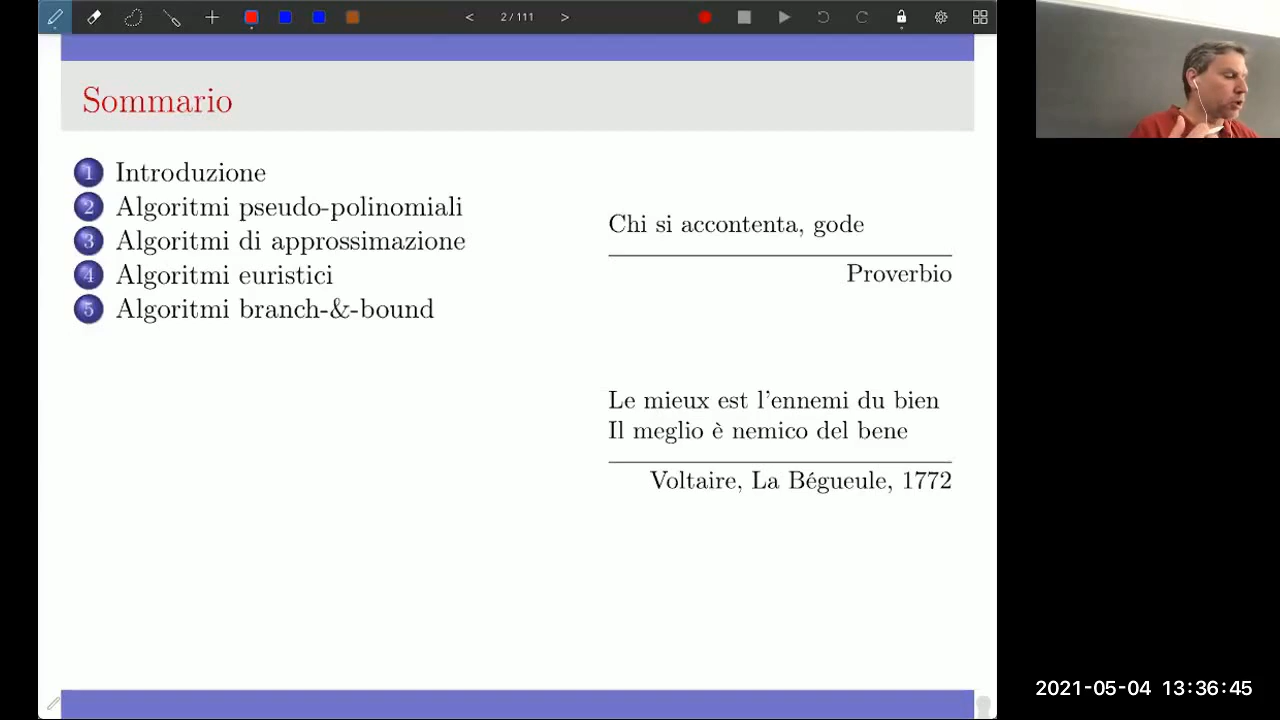 < 2 / 111 >
Sommario
1 Introduzione
2 Algoritmi pseudo-polinomiali
3 Algoritmi di approssimazione
4 Algoritmi euristici
5 Algoritmi branch-&-bound
Chi si accontenta, gode
Proverbio
Le mieux est l'ennemi du bien
Il meglio è nemico del bene
Voltaire, La Bégueule, 1772
2021-05-04 13:36:45